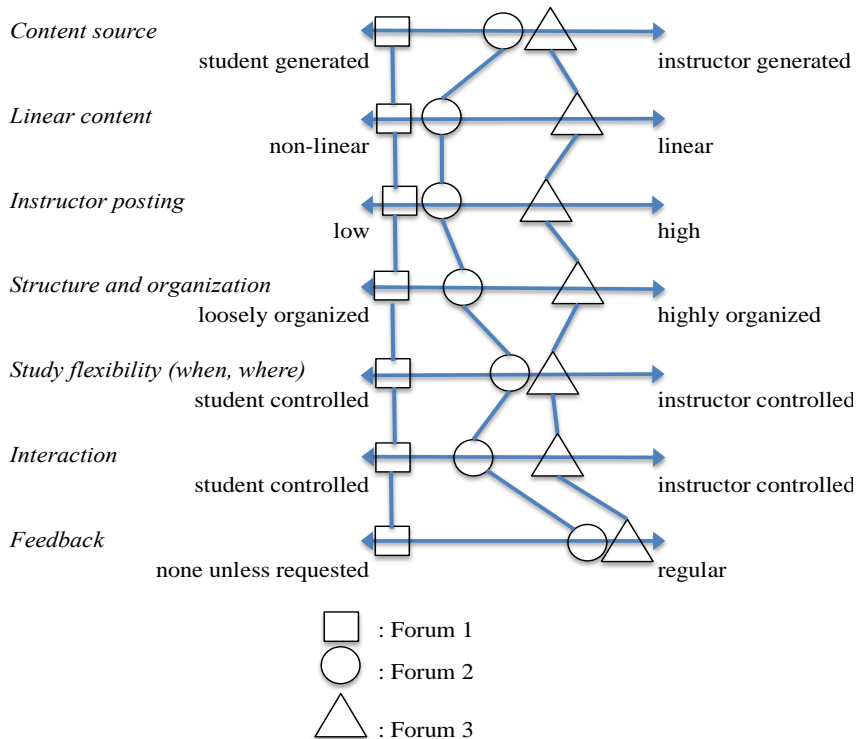 Content source
student generated instructor generated
Linear content
non-linear linear
Instructor posting
low high
Structure and organization
loosely organized highly organized
Study flexibility (when, where)
student controlled instructor controlled
Interaction
student controlled instructor controlled
Feedback
none unless requested regular
: Forum 1
: Forum 2
: Forum 3